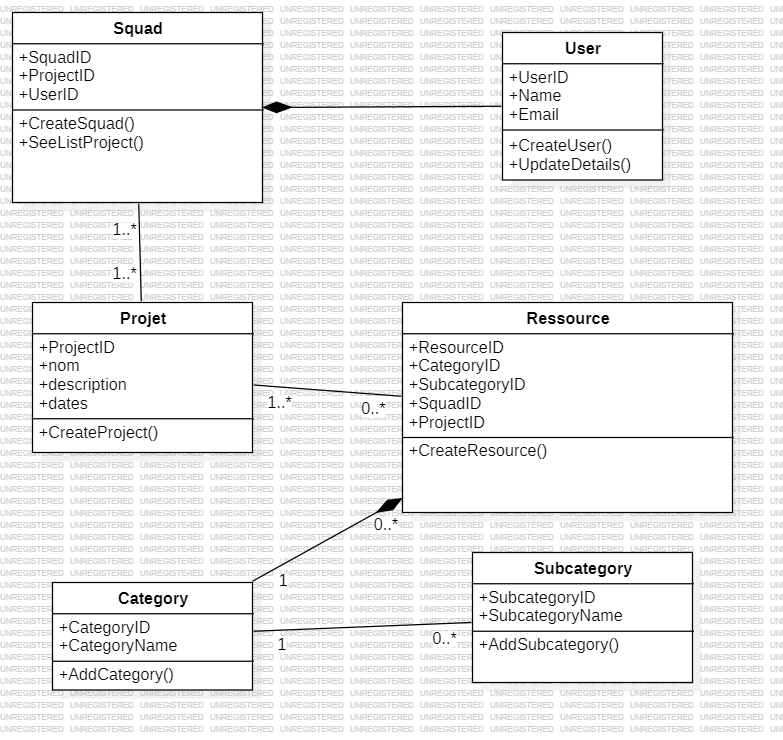 Squad
+SquadID
+ProjectID
+UserID
+CreateSquad()
+SeeListProject()
User
+UserID
+Name
+Email
+CreateUser()
+UpdateDetails()
1..*
1..*
Projet
+ProjectID
+nom
+description
+dates
+CreateProject()
1..*
0..*
Ressource
+ResourceID
+CategoryID
+SubcategoryID
+SquadID
+ProjectID
+CreateResource()
0..*
1
Category
+CategoryID
+CategoryName
+AddCategory()
1
0..*
Subcategory
+SubcategoryID
+SubcategoryName
+AddSubcategory()
UNREGISTERED